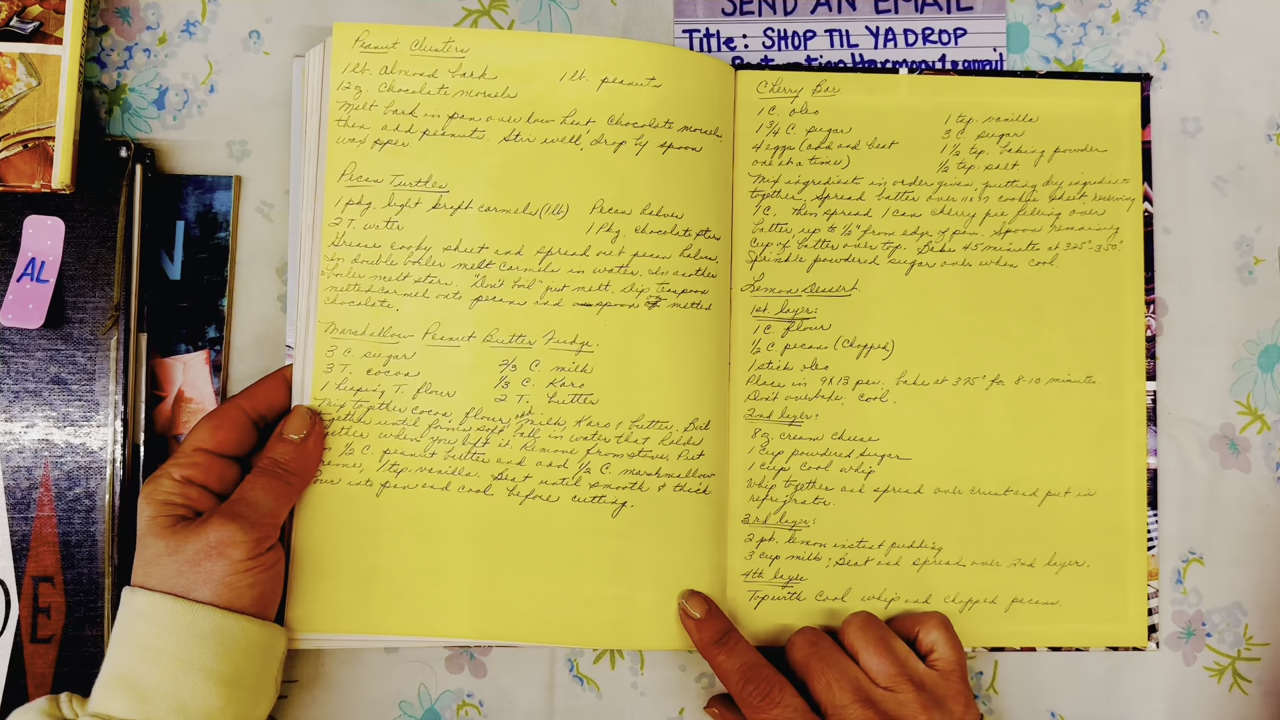 SEND AN EMAIL
Title: SHOP TIL YA DROP
AL
N
E
Peanut Clusters
1 lb. Almond bark 1 lb. peanuts
12 oz. Chocolate morsels
Melt bark in pan over low heat Chocolate morsels
then add peanuts. Stir well, drop by spoon
wax pper.
Pecan Turtles
1 pkg. light kraft carmels (1 lb) Pecan halves
2 T. water 1 Pkg. Chocolate stars
Grease cooky sheet and spread out pecan halves.
In double boiler melt carmels in water. In another
boiler melt stars. "Don't boil" just melt. Dip teaspoon
melted carmel onto pecans and spoon melted
chocolate.
Marshallow Peanut Butter Fudge.
3 C. sugar 2/3 C. milk
3 T. cocoa 1/3 C. Karo
1 heaping T. flour 2 T. butter
Mix together cocoa, flour, add milk, Karo & butter. Boil
together until forms soft ball in water that holds
together when you lift it. Remove from stove. Put
in 1/2 C. peanut butter and add 1/2 C. marshmallow
creme, 1 tsp. vanilla. Beat until smooth & thick
Pour into pan and cool before cutting.
Cherry Bar
1 C. oleo 1 tsp. vanilla
1 3/4 C. sugar 3 C. sugar
4 eggs (add and beat 1 1/2 tsp. baking powder
one at a time) 1/2 tsp. salt
Mix ingredients in order given, putting dry ingredients
together. Spread batter over cookie sheet, reserving
1 C. then spread 1 can cherry pie filling over
batter, up to 1/2" from edge of pan. Spoon remaining
cup of batter over top. Bake 45 minutes at 325°-350°
Sprinkle powdered sugar over when cool.
Lemon Dessert
1st. layer:
1 C. flour
1/2 C pecans (chopped)
1 stick oleo
Place in 9X13 pan. bake at 375° for 8-10 minutes.
Don't overbake, cool.
2nd layer:
8 oz. cream cheese
1 cup powdered sugar
1 cup cool whip
Whip together and spread over crust and put in
refrigrator.
3rd layer:
2 pk. lemon instest pudding
3 cup milk; Beat and spread over 2nd layer.
4th layer
Top with cool whip and chopped pecans.